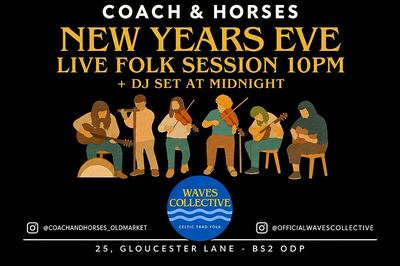 COACH & HORSES
NEW YEARS EVE
LIVE FOLK SESSION 10PM
+ DJ SET AT MIDNIGHT
WAVES
COLLECTIVE
CELTIC TRAD FOLK
@COACHANDHORSES_OLDMARKET
@OFFICIALWAVESCOLLECTIVE
25, GLOUCESTER LANE - BS2 0DP